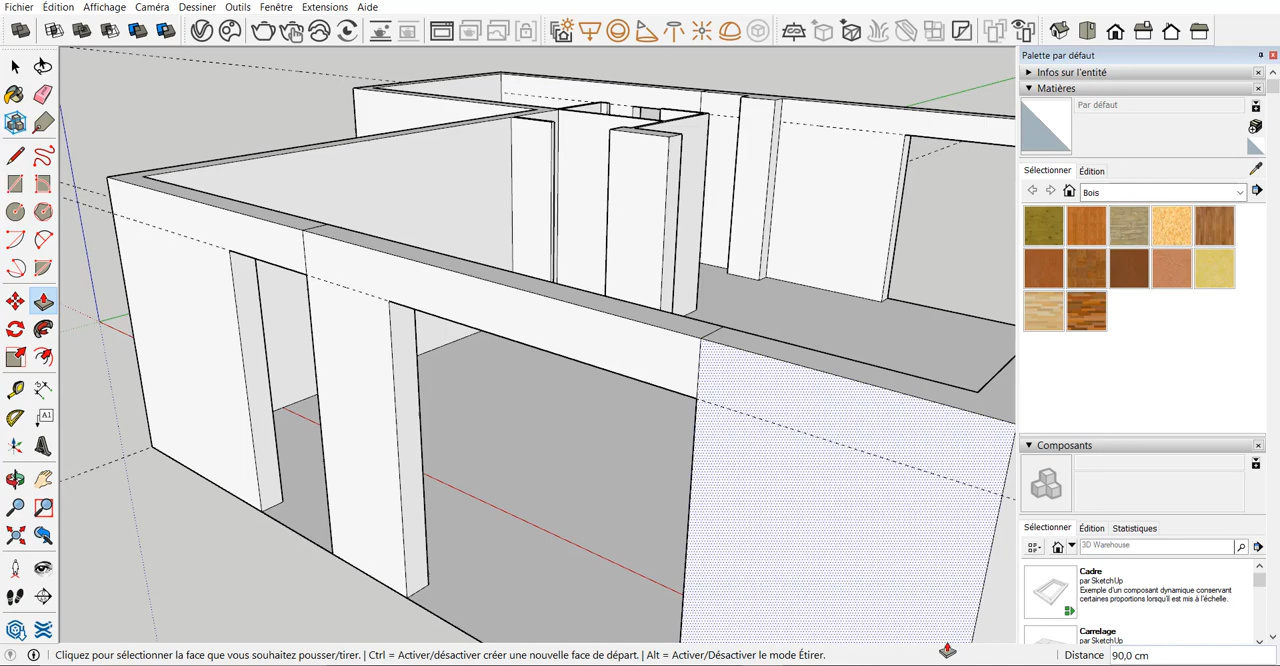 Fichier Édition Affichage Caméra Dessiner Outils Fenêtre Extensions Aide
Palette par défaut
Infos sur l'entité
Matières
Par défaut
Sélectionner Édition
Bois
A1
Composants
Sélectionner Édition Statistiques
3D Warehouse
Cadre
par SketchUp
Exemple d'un composant dynamique conservant
certaines proportions lorsqu'il est mis à l'échelle.
Carrelage
par SketchUp
Cliquez pour sélectionner la face que vous souhaitez pousser/tirer. | Ctrl = Activer/désactiver créer une nouvelle face de départ. | Alt = Activer/Désactiver le mode Étirer.
Distance 90,0 cm